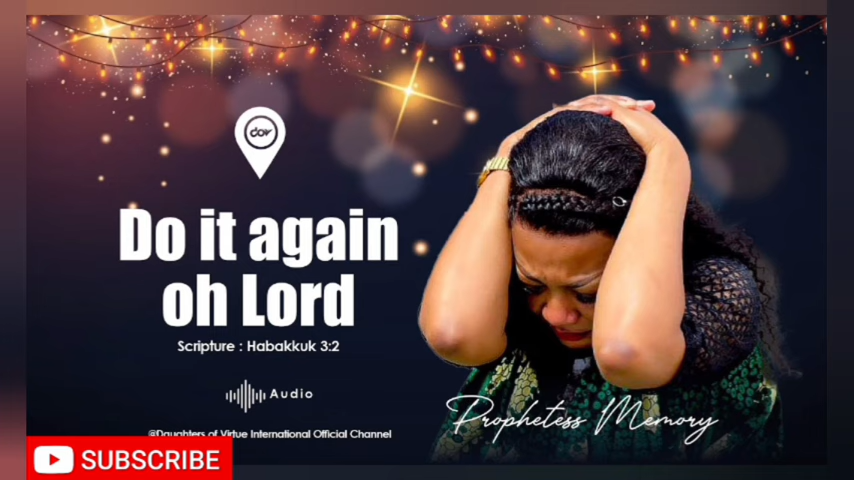 dov
Do it again
oh Lord
Scripture : Habakkuk 3:2
Audio
@Daughters of Virtue International Official Channel
Prophetess Memory
SUBSCRIBE